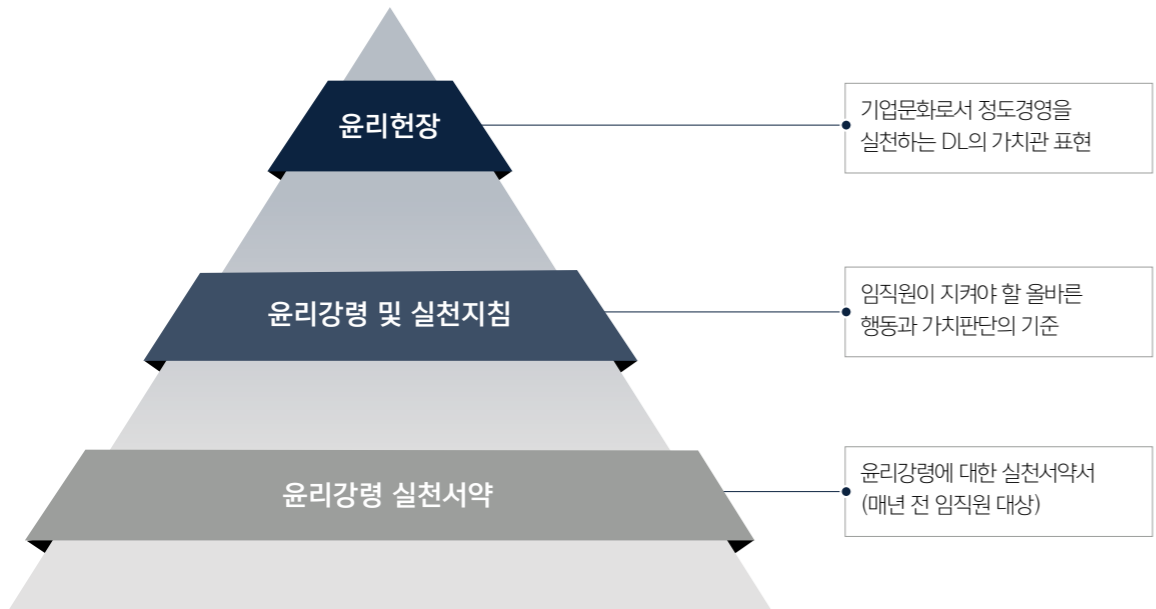 윤리헌장
기업문화로서 정도경영을
실천하는 DL의 가치관 표현
윤리강령 및 실천지침
임직원이 지켜야 할 올바른
행동과 가치판단의 기준
윤리강령 실천서약
윤리강령에 대한 실천서약서
(매년 전 임직원 대상)